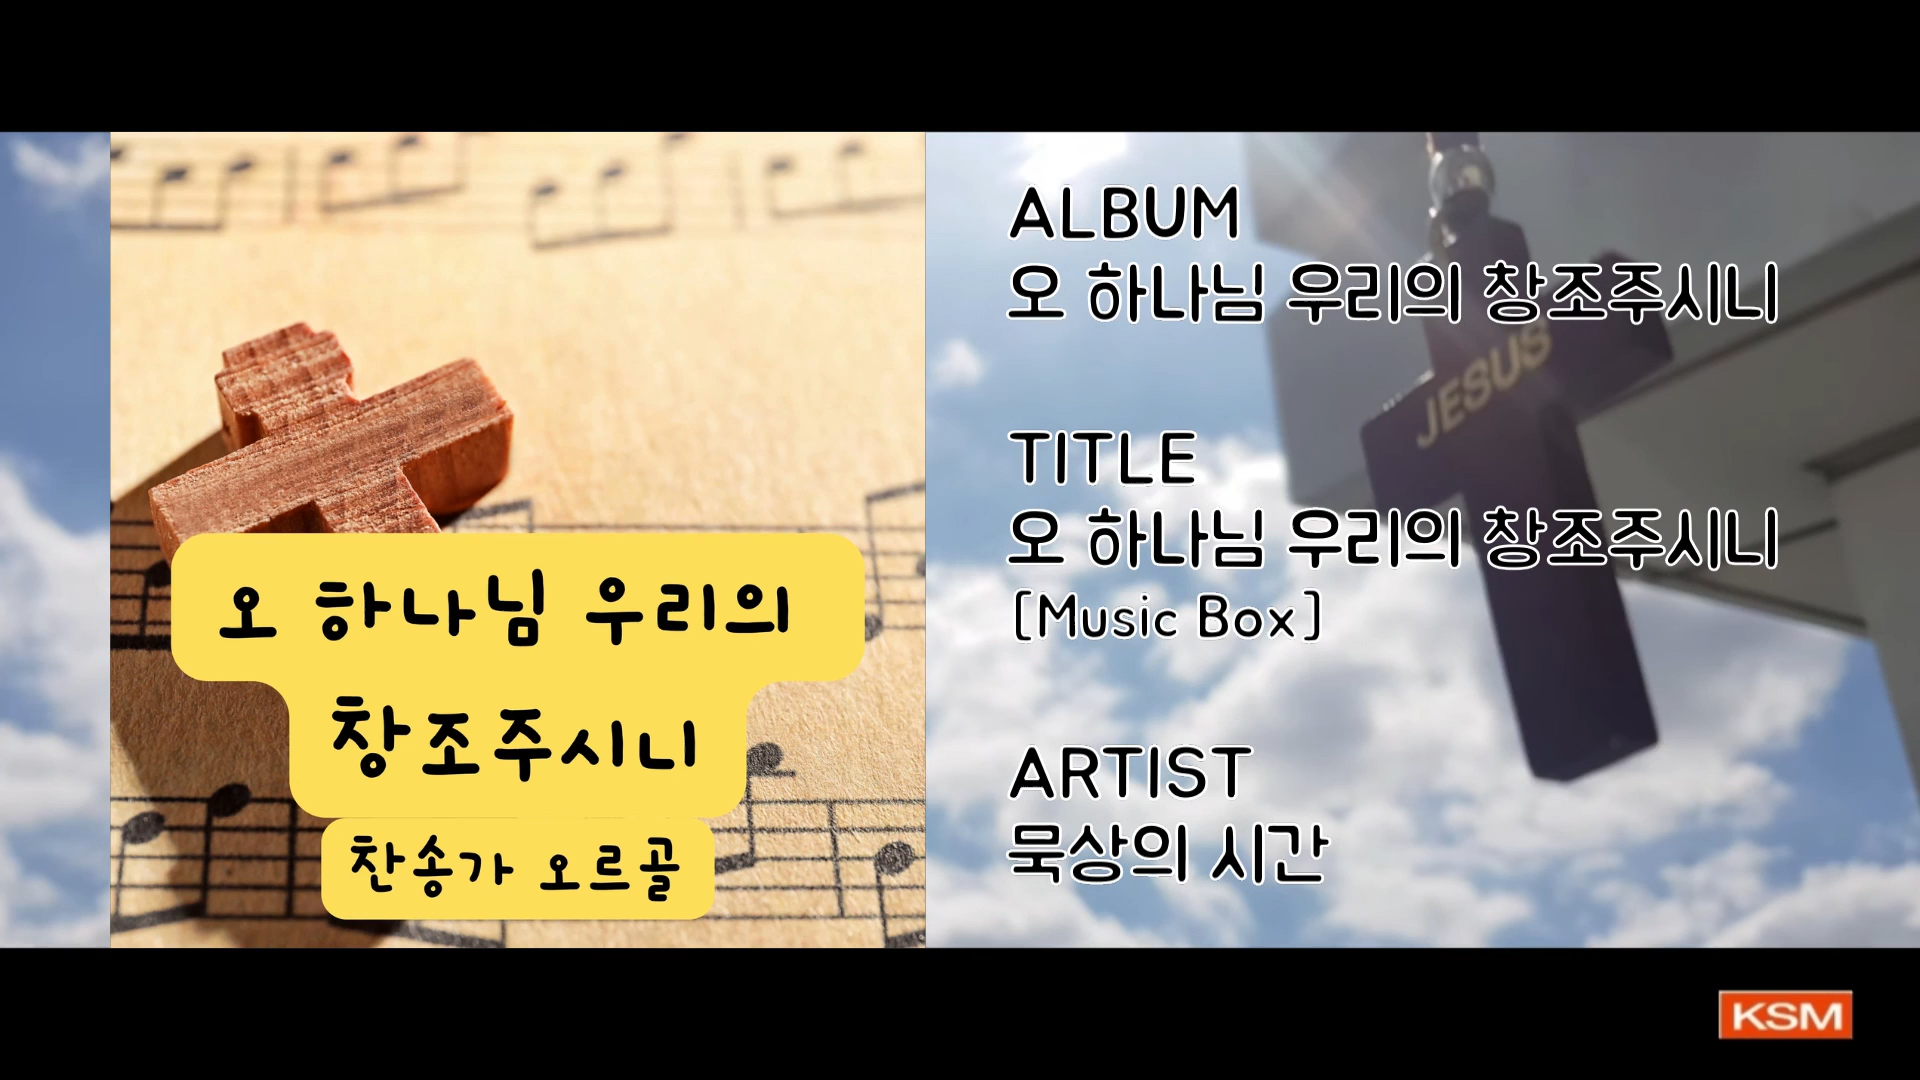 오 하나님 우리의
창조주시니
찬송가 오르골
ALBUM
오 하나님 우리의 창조주시니
JESUS
TITLE
오 하나님 우리의 창조주시니
[Music Box]
ARTIST
묵상의 시간
KSM